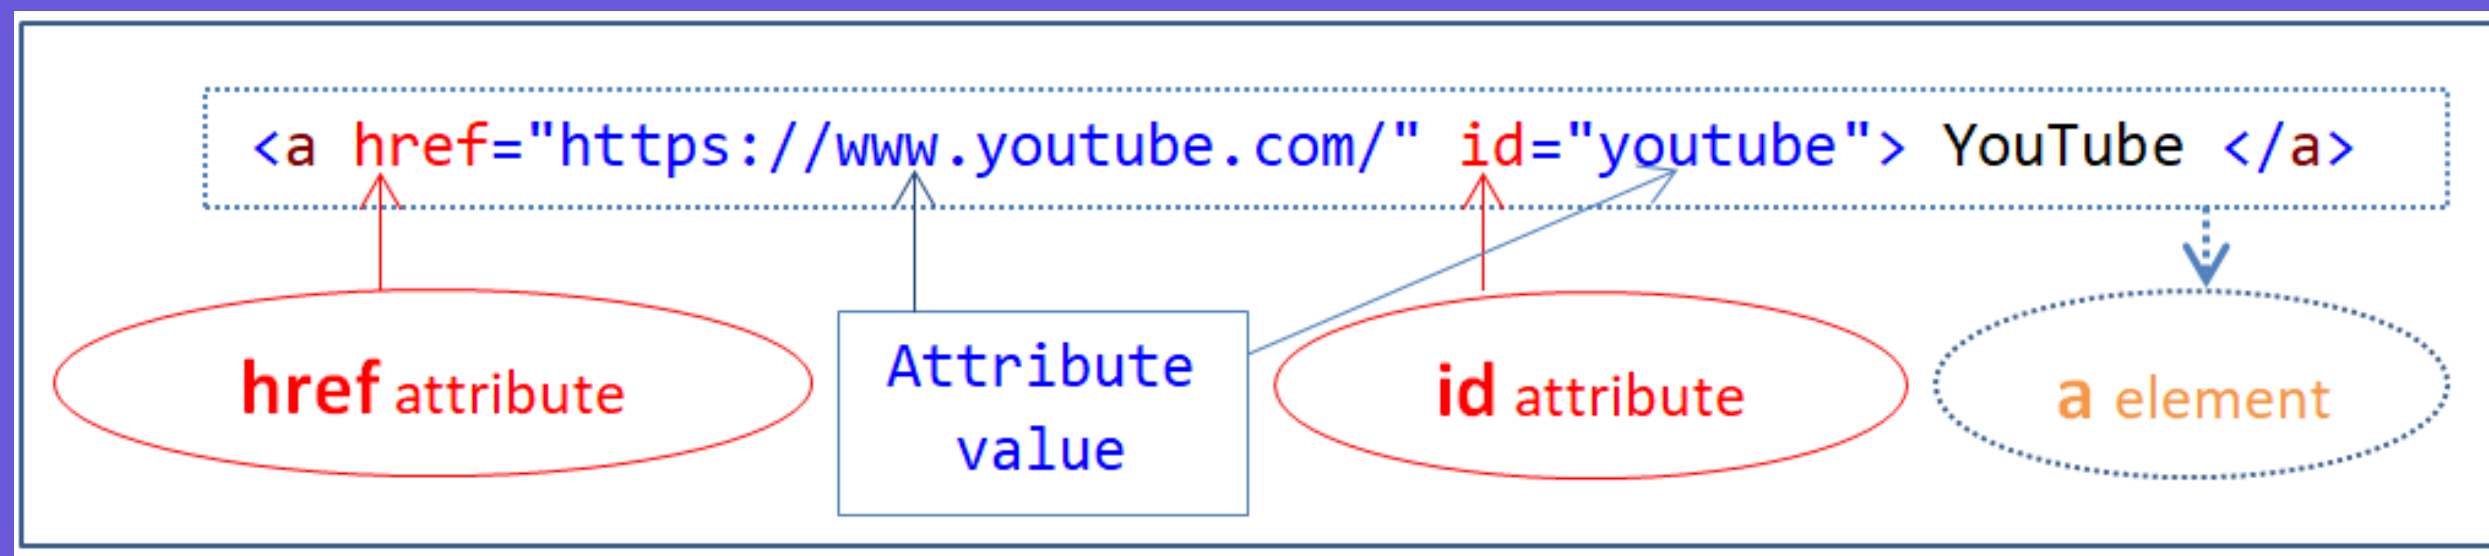 <a href="https://www.youtube.com/" id="youtube"> YouTube </a>
href attribute
Attribute
value
id attribute
a element